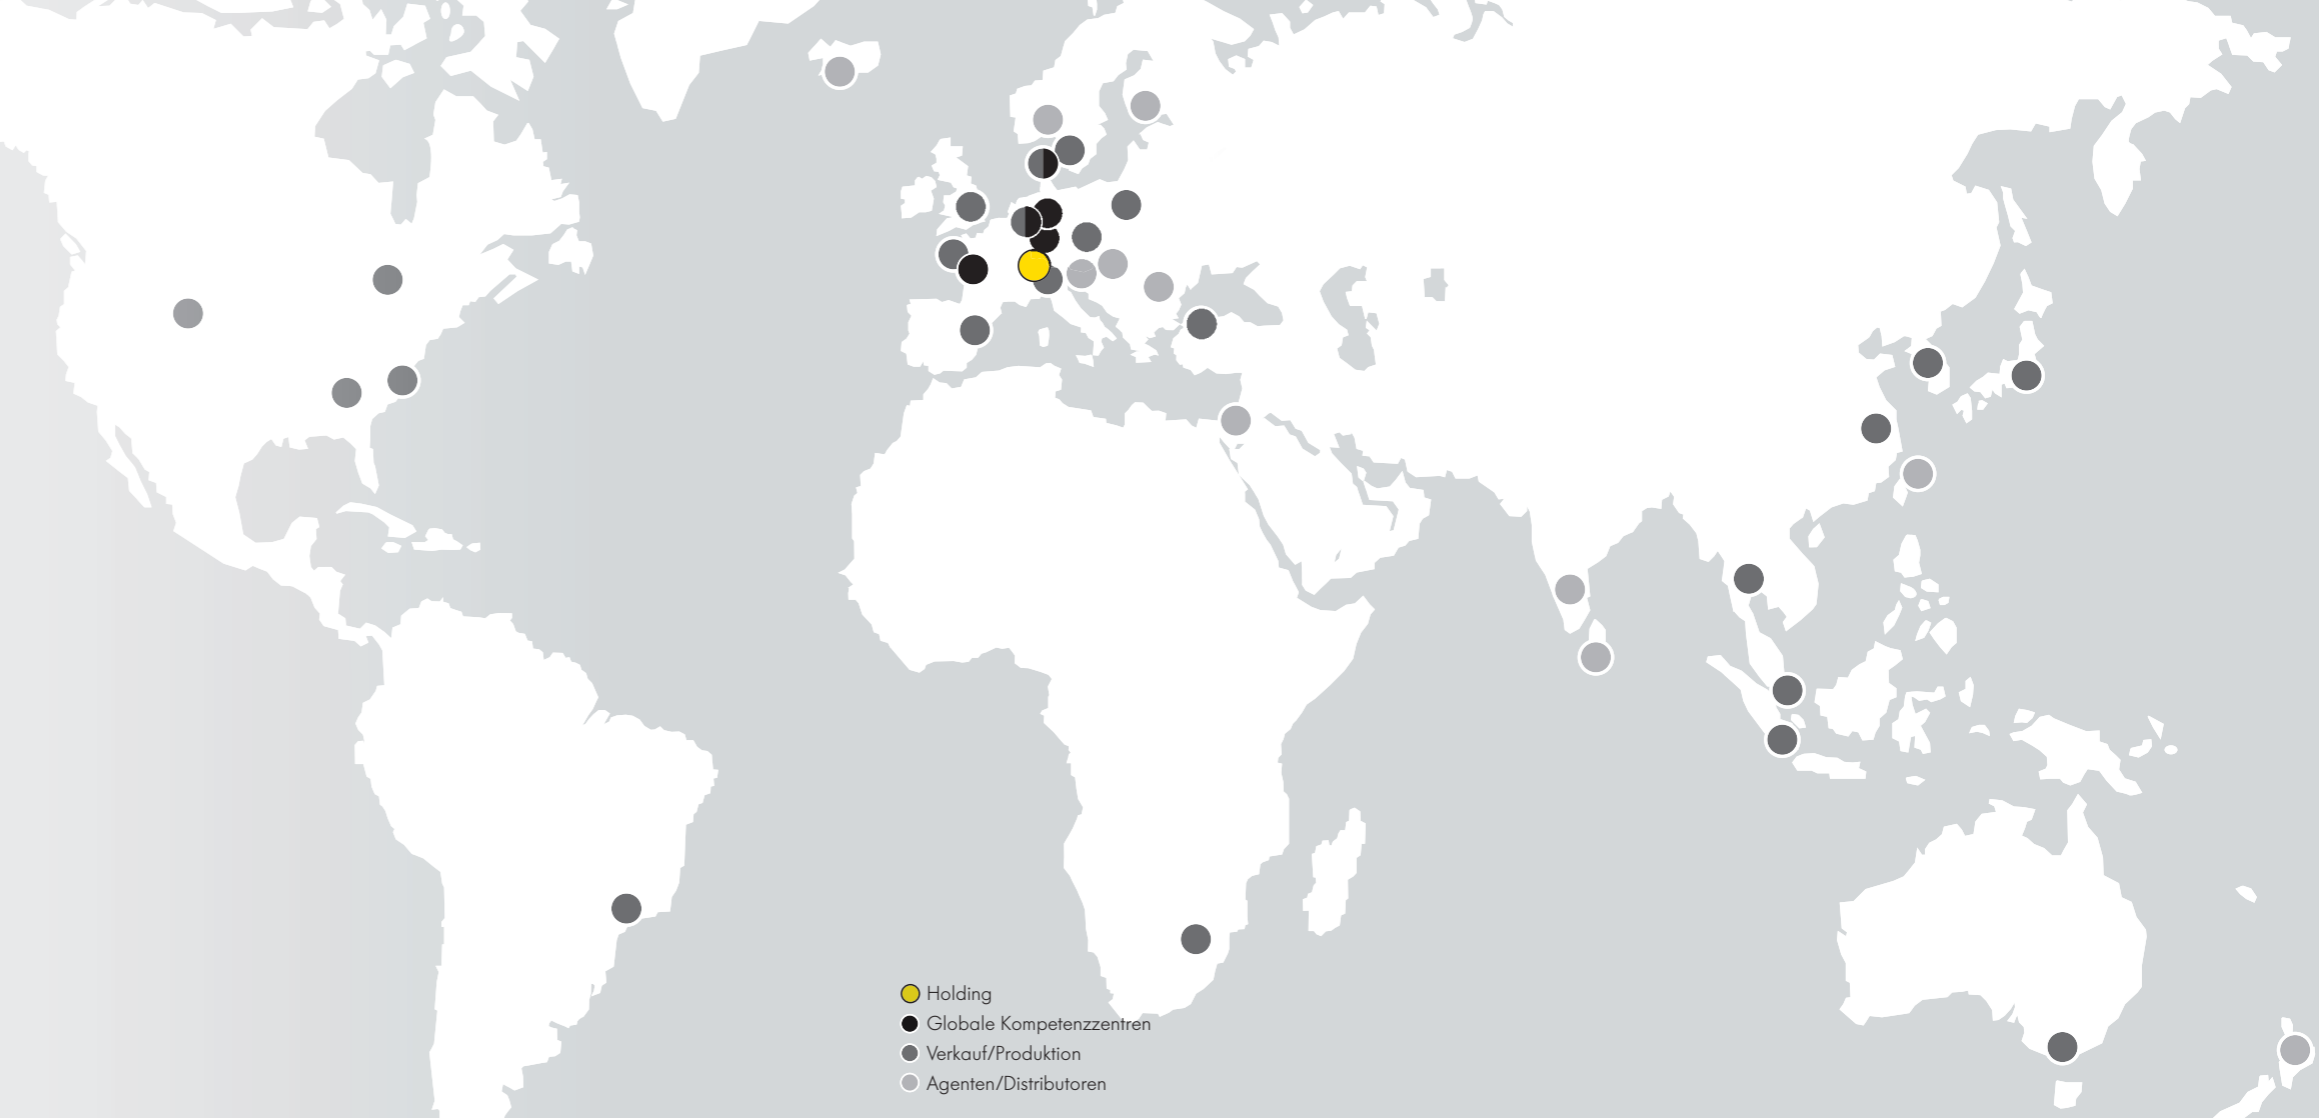 Holding
Globale Kompetenzzentren
Verkauf/Produktion
Agenten/Distributoren